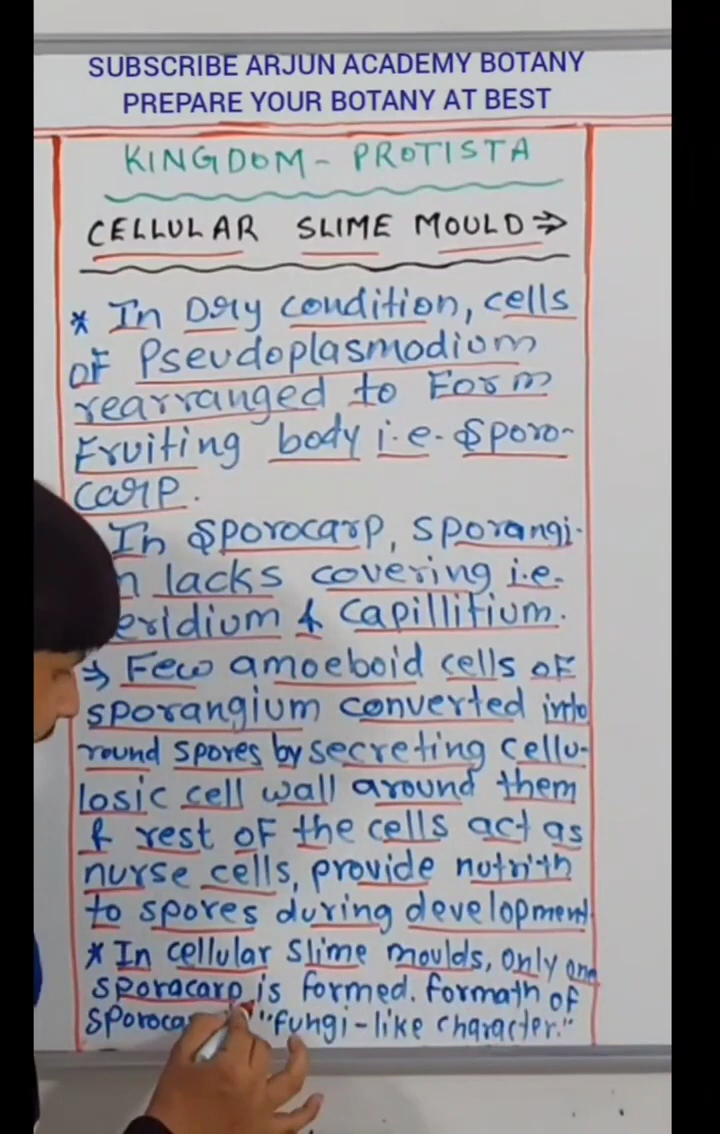 SUBSCRIBE ARJUN ACADEMY BOTANY
PREPARE YOUR BOTANY AT BEST
KINGDOM - PROTISTA
CELLULAR SLIME MOULD ⇒
* In Dry condition, cells
of Pseudoplasmodium
rearranged to Form
Fruiting body i.e. Sporo-
carp.
In Sporocarp, Sporangi-
lacks covering i.e.
& Capillitium.
→ Few amoeboid cells of
sporangium converted into
round spores by secreting cellu-
losic cell wall around them
& rest of the cells act as
nurse cells, provide nutritn
to spores during development.
* In cellular slime moulds, only one
sporacarp is formed. formatn of
"fungi-like character."